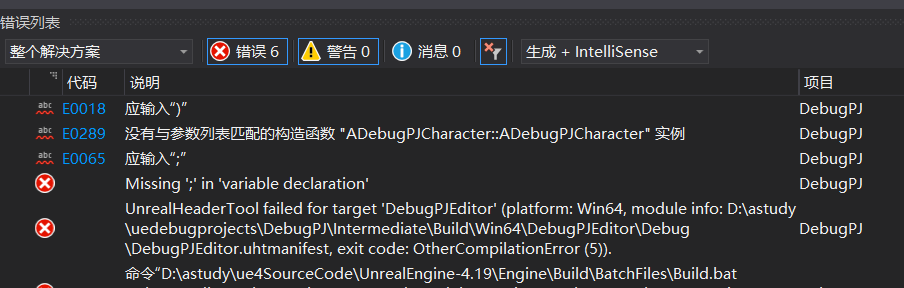 错误列表
整个解决方案 错误 6 警告 0 消息 0 生成 + IntelliSense
代码 说明 项目
abc E0018 应输入“)” DebugPJ
abc E0289 没有与参数列表匹配的构造函数 "ADebugPJCharacter::ADebugPJCharacter" 实例 DebugPJ
abc E0065 应输入“;” DebugPJ
Missing ';' in 'variable declaration' DebugPJ
UnrealHeaderTool failed for target 'DebugPJEditor' (platform: Win64, module info: D:\astudy
\uedebugprojects\DebugPJ\Intermediate\Build\Win64\DebugPJEditor\Debug DebugPJ
\DebugPJEditor.uhtmanifest, exit code: OtherCompilationError (5)).
命令“D:\astudy\ue4SourceCode\UnrealEngine-4.19\Engine\Build\BatchFiles\Build.bat